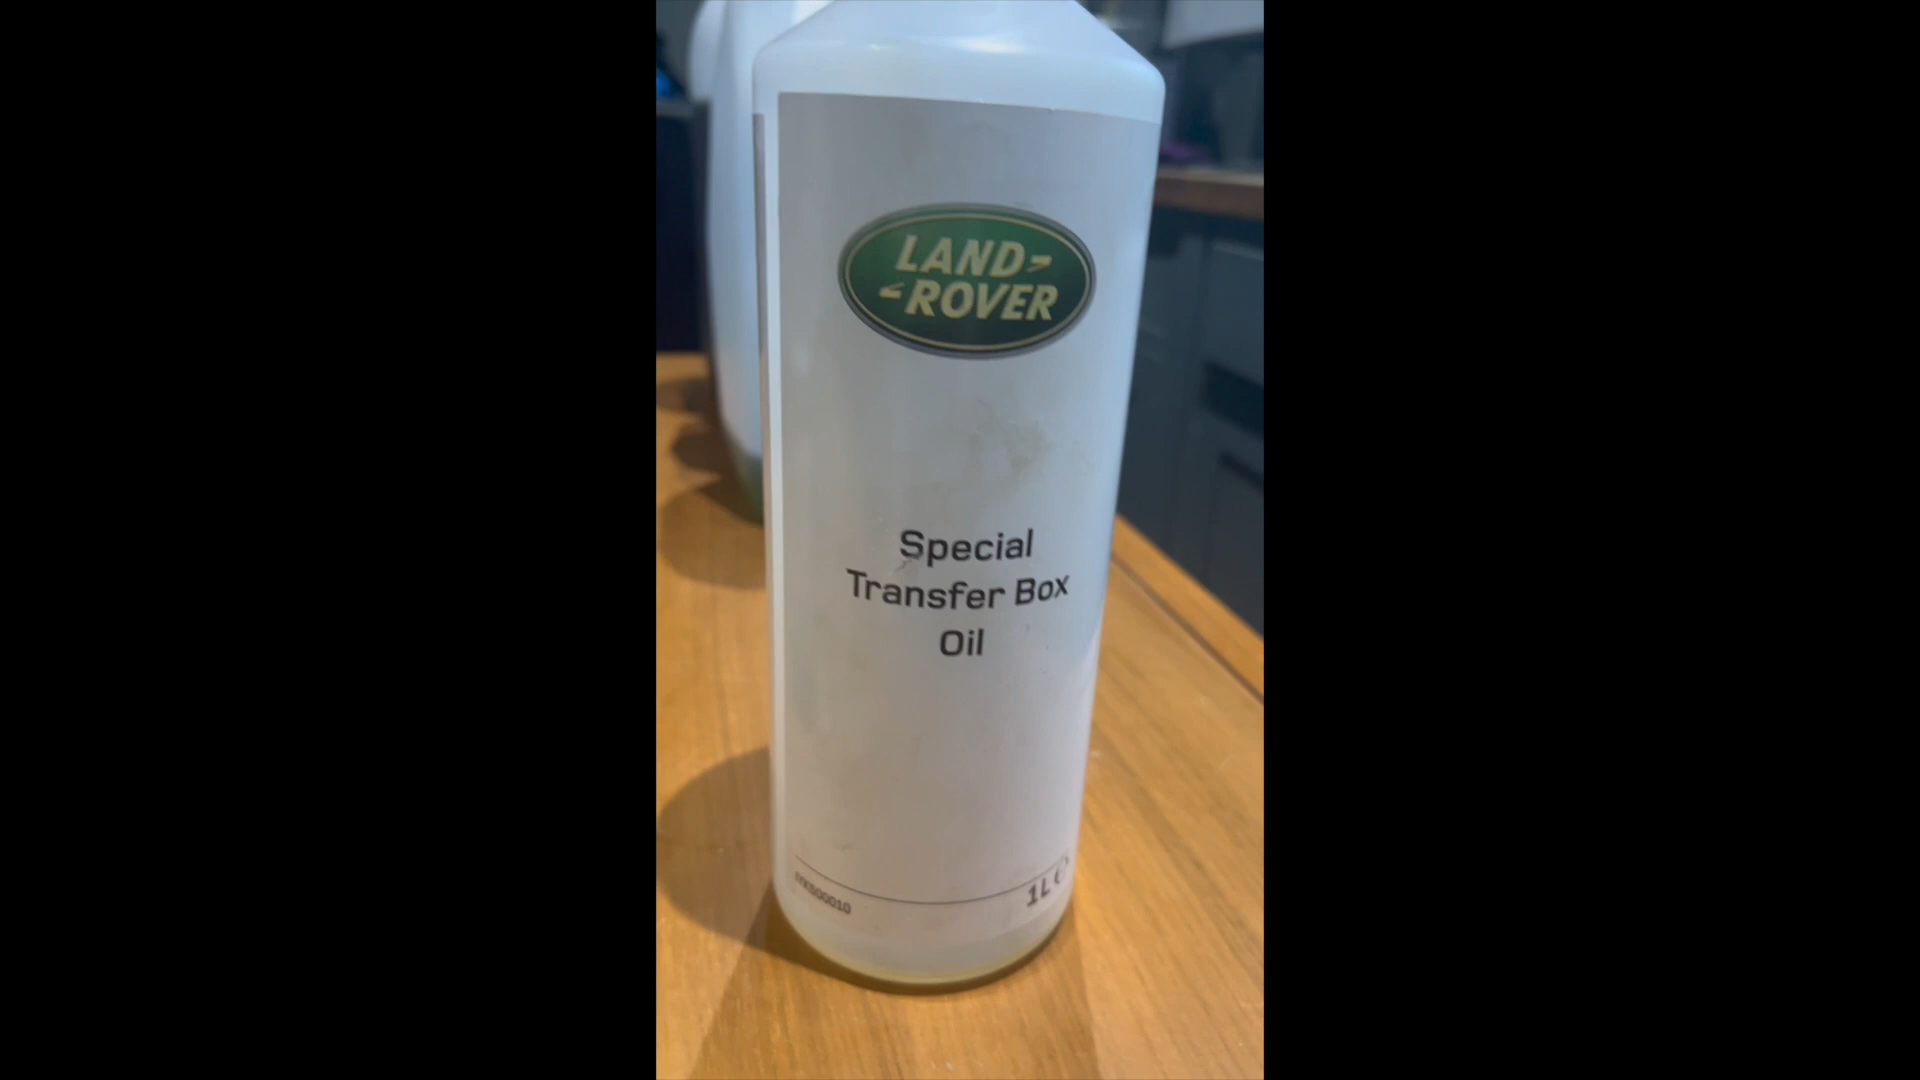 LAND
ROVER
Special
Transfer Box
Oil
1L